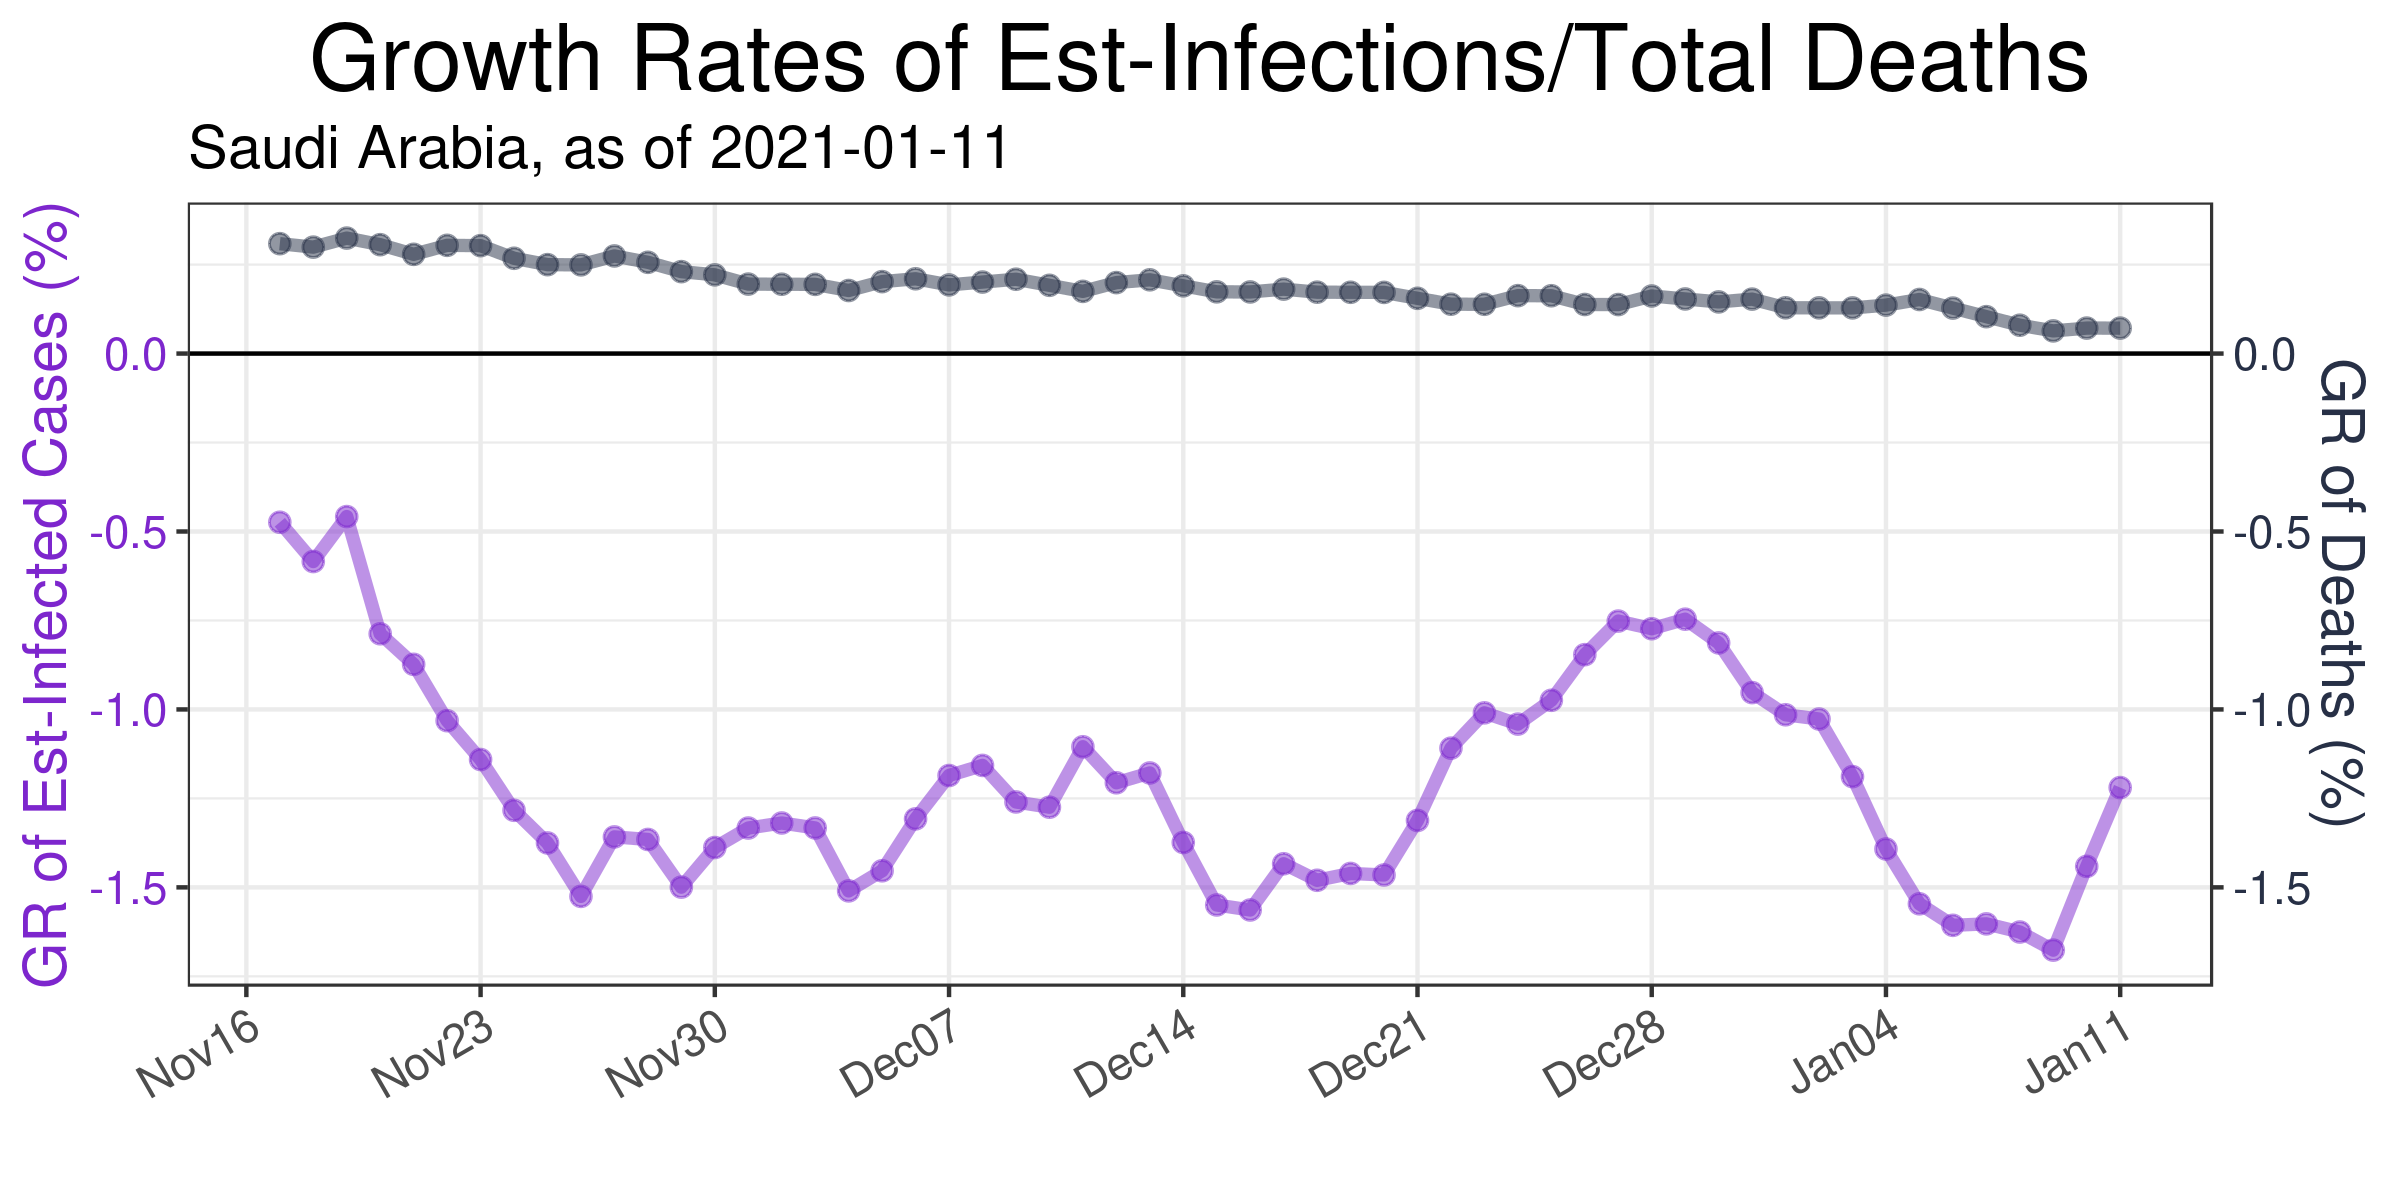 Growth Rates of Est-Infections/Total Deaths
Saudi Arabia, as of 2021-01-11
GR of Est-Infected Cases (%)
0.0
-0.5
-1.0
-1.5
0.0
-0.5
-1.0
-1.5
GR of Deaths (%)
Nov16
Nov23
Nov30
Dec07
Dec14
Dec21
Dec28
Jan04
Jan11